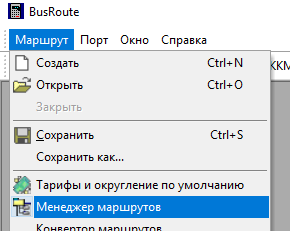 BusRoute
Маршрут Порт Окно Справка
Создать Ctrl+N
Открыть Ctrl+O
Закрыть
Сохранить Ctrl+S
Сохранить как...
Тарифы и округление по умолчанию
Менеджер маршрутов
Конвертор маршрутов